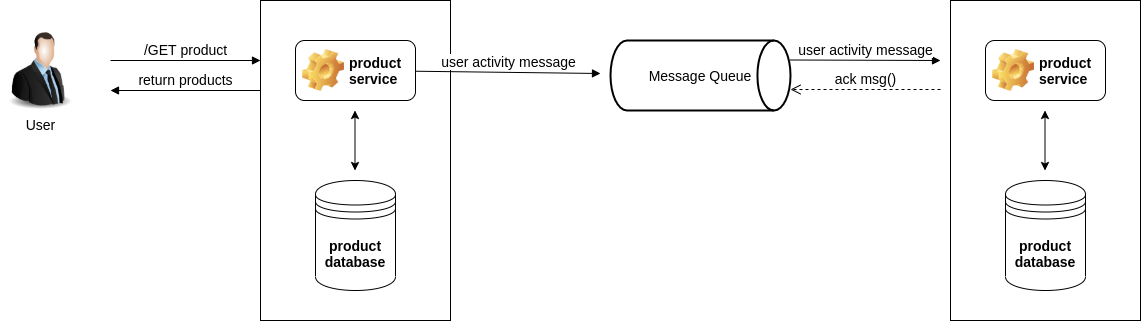 /GET product
return products
User
product
service
product
database
user activity message
Message Queue
user activity message
ack msg()
product
service
product
database